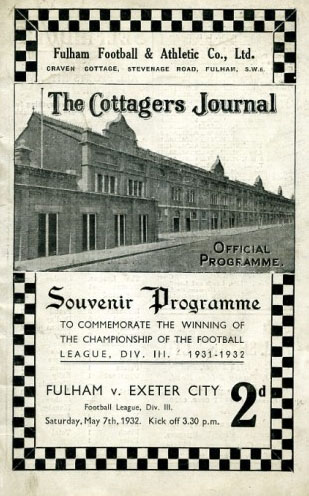 Fulham Football & Athletic Co., Ltd.
CRAVEN COTTAGE, STEVENAGE ROAD, FULHAM, S.W.6.
The Cottagers Journal
OFFICIAL
PROGRAMME.
Souvenir Programme
TO COMMEMORATE THE WINNING OF
THE CHAMPIONSHIP OF THE FOOTBALL
LEAGUE, DIV. III. 1931-1932
FULHAM v. EXETER CITY
Football League, Div. III.
Saturday, May 7th, 1932. Kick off 3.30 p.m.
2d